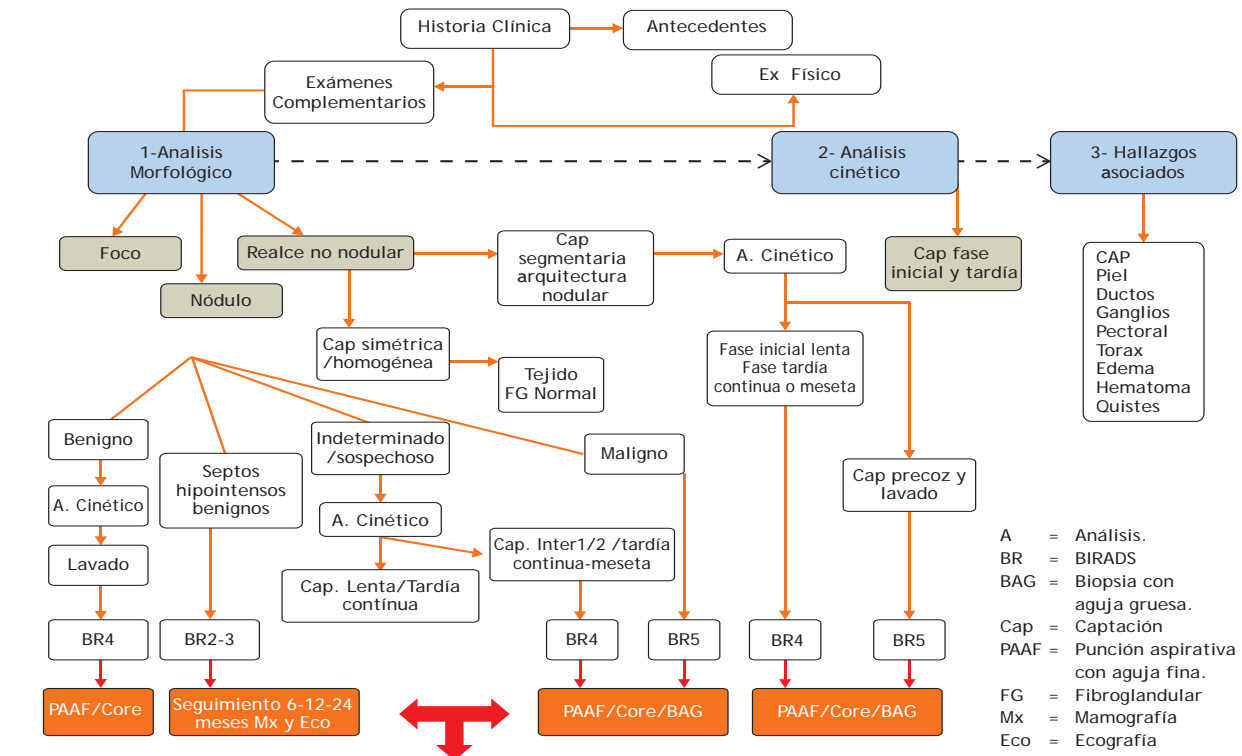 Historia Clínica
Antecedentes
Exámenes
Complementarios
Ex Físico
1-Analisis
Morfológico
2- Análisis
cinético
3- Hallazgos
asociados
Foco
Nódulo
Realce no nodular
Cap
segmentaria
arquitectura
nodular
A. Cinético
Cap fase
inicial y tardía
CAP
Piel
Ductos
Ganglios
Pectoral
Torax
Edema
Hematoma
Quistes
Cap simétrica
/homogénea
Tejido
FG Normal
Fase inicial lenta
Fase tardía
continua o meseta
Benigno
Septos
hipointensos
benignos
Indeterminado
/sospechoso
Maligno
Cap precoz y
lavado
A. Cinético
A. Cinético
Lavado
Cap. Lenta/Tardía
contínua
Cap. Inter1/2 /tardía
continua-meseta
BR4
BR2-3
BR4
BR5
BR4
BR5
PAAF/Core
Seguimiento 6-12-24
meses Mx y Eco
PAAF/Core/BAG
PAAF/Core/BAG
A = Análisis.
BR = BIRADS
BAG = Biopsia con
aguja gruesa.
Cap = Captación
PAAF = Punción aspirativa
con aguja fina.
FG = Fibroglandular
Mx = Mamografía
Eco = Ecografía